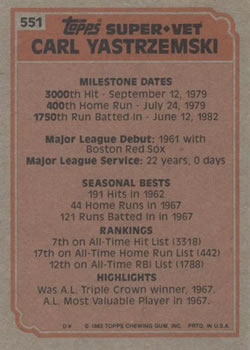 551
Topps SUPER•VET
CARL YASTRZEMSKI
MILESTONE DATES
3000th Hit - September 12, 1979
400th Home Run - July 24, 1979
1750th Run Batted In - June 12, 1982
Major League Debut: 1961 with
Boston Red Sox
Major League Service: 22 years, 0 days
SEASONAL BESTS
191 Hits in 1962
44 Home Runs in 1967
121 Runs Batted In in 1967
RANKINGS
7th on All-Time Hit List (3318)
17th on All-Time Home Run List (442)
12th on All-Time RBI List (1788)
HIGHLIGHTS
Was A.L. Triple Crown winner, 1967.
A.L. Most Valuable Player in 1967.
© 1983 TOPPS CHEWING GUM, INC. PRTD. IN U.S.A.